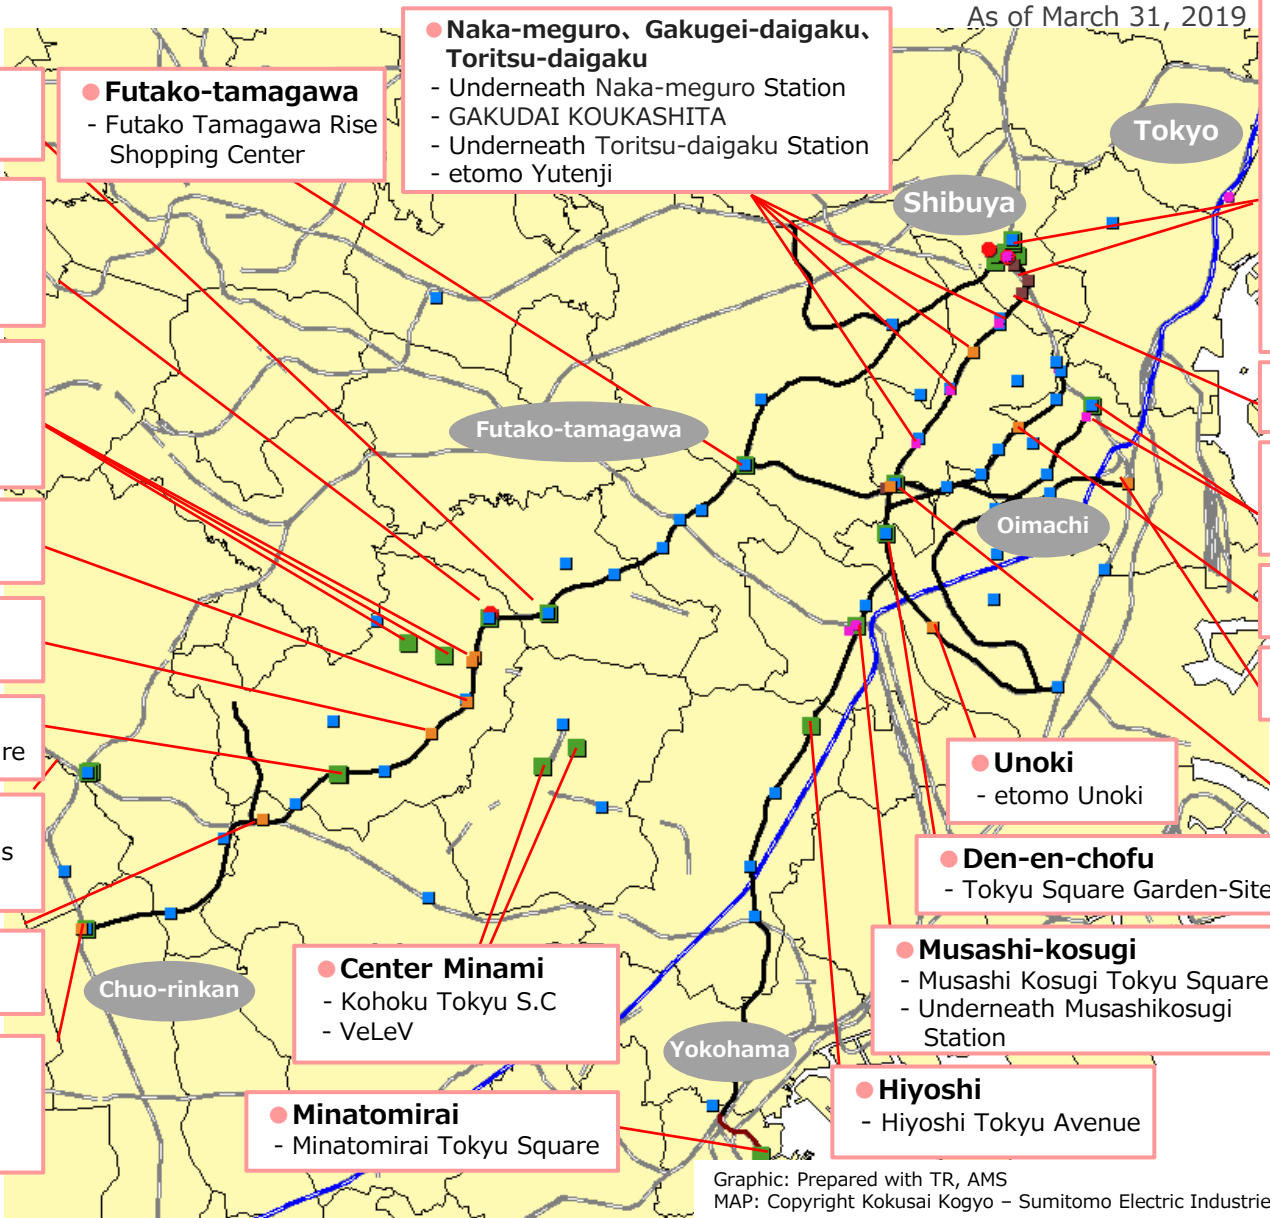 As of March 31, 2019
Naka-meguro、Gakugei-daigaku、
Toritsu-daigaku
- Underneath Naka-meguro Station
- GAKUDAI KOUKASHITA
- Underneath Toritsu-daigaku Station
- etomo Yutenji
Futako-tamagawa
- Futako Tamagawa Rise
Shopping Center
Tokyo
Shibuya
Futako-tamagawa
Oimachi
re
s
Unoki
- etomo Unoki
Den-en-chofu
- Tokyu Square Garden-Site
Musashi-kosugi
- Musashi Kosugi Tokyu Square
- Underneath Musashikosugi
Station
Center Minami
- Kohoku Tokyu S.C
- VeLeV
Chuo-rinkan
Yokohama
Hiyoshi
- Hiyoshi Tokyu Avenue
Minatomirai
- Minatomirai Tokyu Square
Graphic: Prepared with TR, AMS
MAP: Copyright Kokusai Kogyo – Sumitomo Electric Industrie